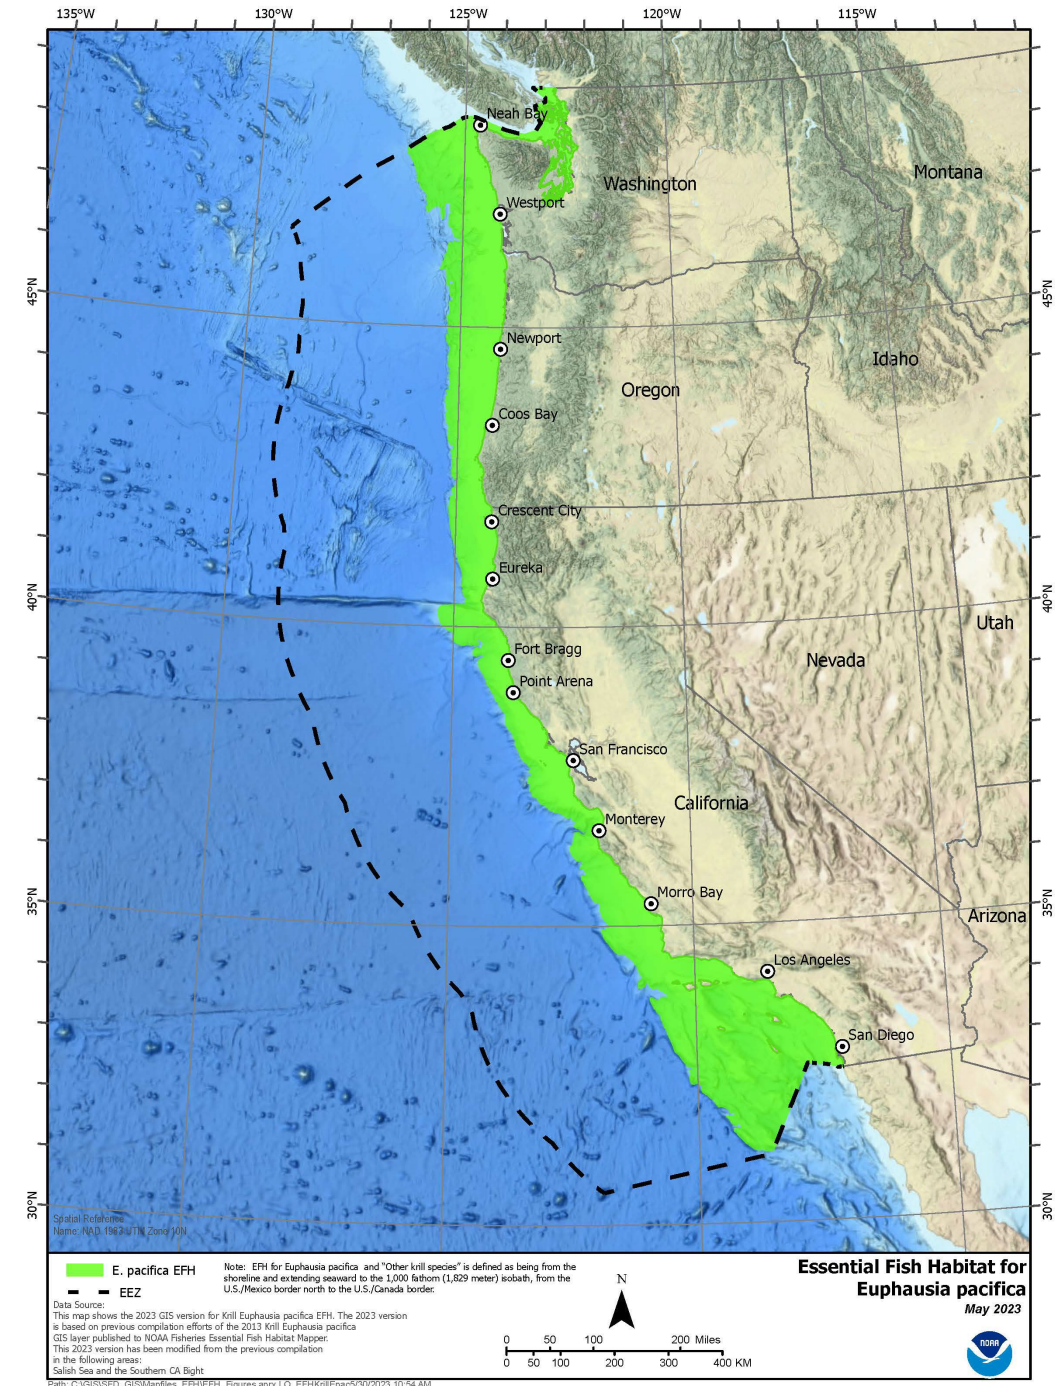 135°W 130°W 125°W 120°W 115°W
Neah Bay
Montana
Washington
Westport
45°N 45°N
Newport
Idaho
Oregon
Coos Bay
Crescent City
Eureka
40°N 40°N
Utah
Fort Bragg
Nevada
Point Arena
San Francisco
California
Monterey
Morro Bay
35°N 35°N
Arizona
Los Angeles
San Diego
30°N 30°N
Spatial Reference
Name: NAD 1983 UTM Zone 10N
E. pacifica EFH
EEZ
Note: EFH for Euphausia pacifica and "Other krill species" is defined as being from the
shoreline and extending seaward to the 1,000 fathom (1,829 meter) isobath, from the
U.S./Mexico border north to the U.S./Canada border.
Data Source:
This map shows the 2023 GIS version for Krill Euphausia pacifica EFH. The 2023 version
is based on previous compilation efforts of the 2013 Krill Euphausia pacifica
GIS layer published to NOAA Fisheries Essential Fish Habitat Mapper.
This 2023 version has been modified from the previous compilation
in the following areas:
Salish Sea and the Southern CA Bight
N
0 50 100 200 Miles
0 50 100 200 300 400 KM
Essential Fish Habitat for
Euphausia pacifica
May 2023
NOAA